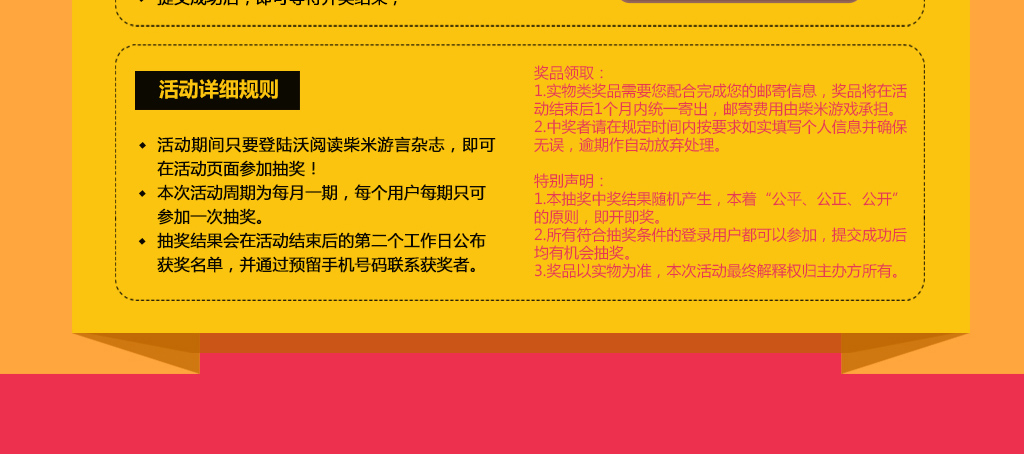 提交成功后，即可等待开奖结果；
活动详细规则
活动期间只要登陆沃阅读柴米游言杂志，即可
在活动页面参加抽奖！
本次活动周期为每月一期，每个用户每期只可
参加一次抽奖。
抽奖结果会在活动结束后的第二个工作日公布
获奖名单，并通过预留手机号码联系获奖者。
奖品领取：
1.实物类奖品需要您配合完成您的邮寄信息，奖品将在活
动结束后1个月内统一寄出，邮寄费用由柴米游戏承担。
2.中奖者请在规定时间内按要求如实填写个人信息并确保
无误，逾期作自动放弃处理。
特别声明：
1.本抽奖中奖结果随机产生，本着“公平、公正、公开”
的原则，即开即奖。
2.所有符合抽奖条件的登录用户都可以参加，提交成功后
均有机会抽奖。
3.奖品以实物为准，本次活动最终解释权归主办方所有。